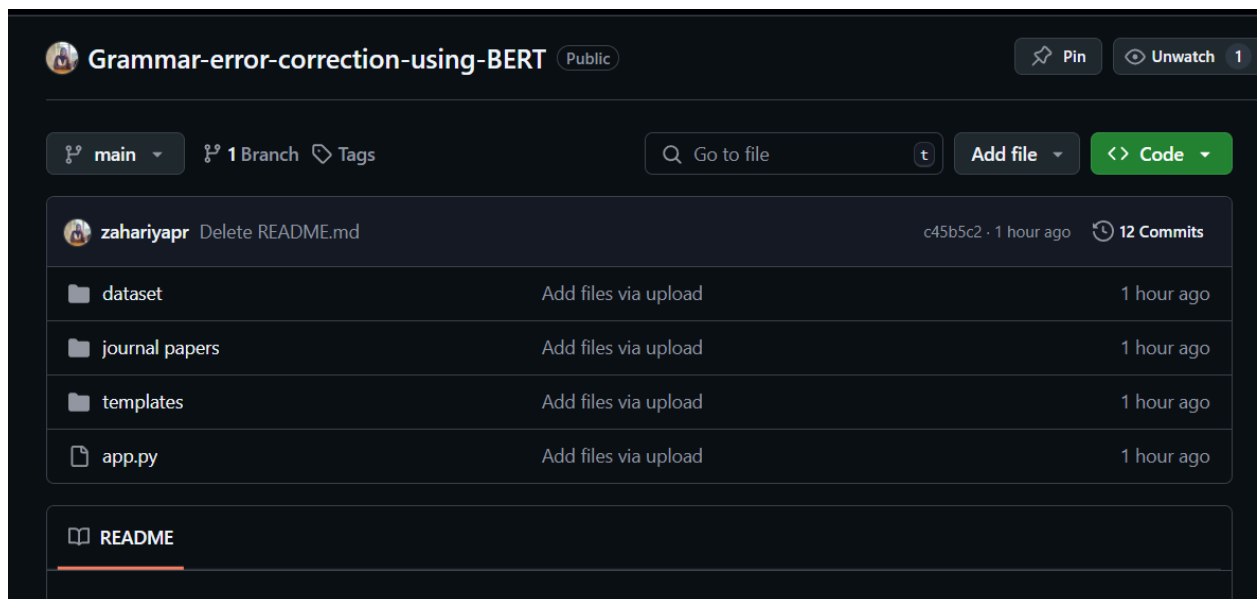 Grammar-error-correction-using-BERT Public Pin Unwatch 1
main 1 Branch Tags Go to file t Add file Code
zahariyapr Delete README.md c45b5c2 · 1 hour ago 12 Commits
dataset Add files via upload 1 hour ago
journal papers Add files via upload 1 hour ago
templates Add files via upload 1 hour ago
app.py Add files via upload 1 hour ago
README